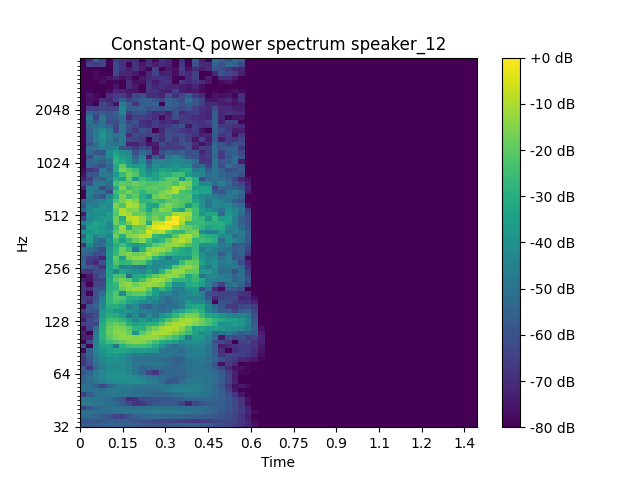 Constant-Q power spectrum speaker_12
Hz
2048
1024
512
256
128
64
32
0 0.15 0.3 0.45 0.6 0.75 0.9 1.1 1.2 1.4
Time
+0 dB
-10 dB
-20 dB
-30 dB
-40 dB
-50 dB
-60 dB
-70 dB
-80 dB